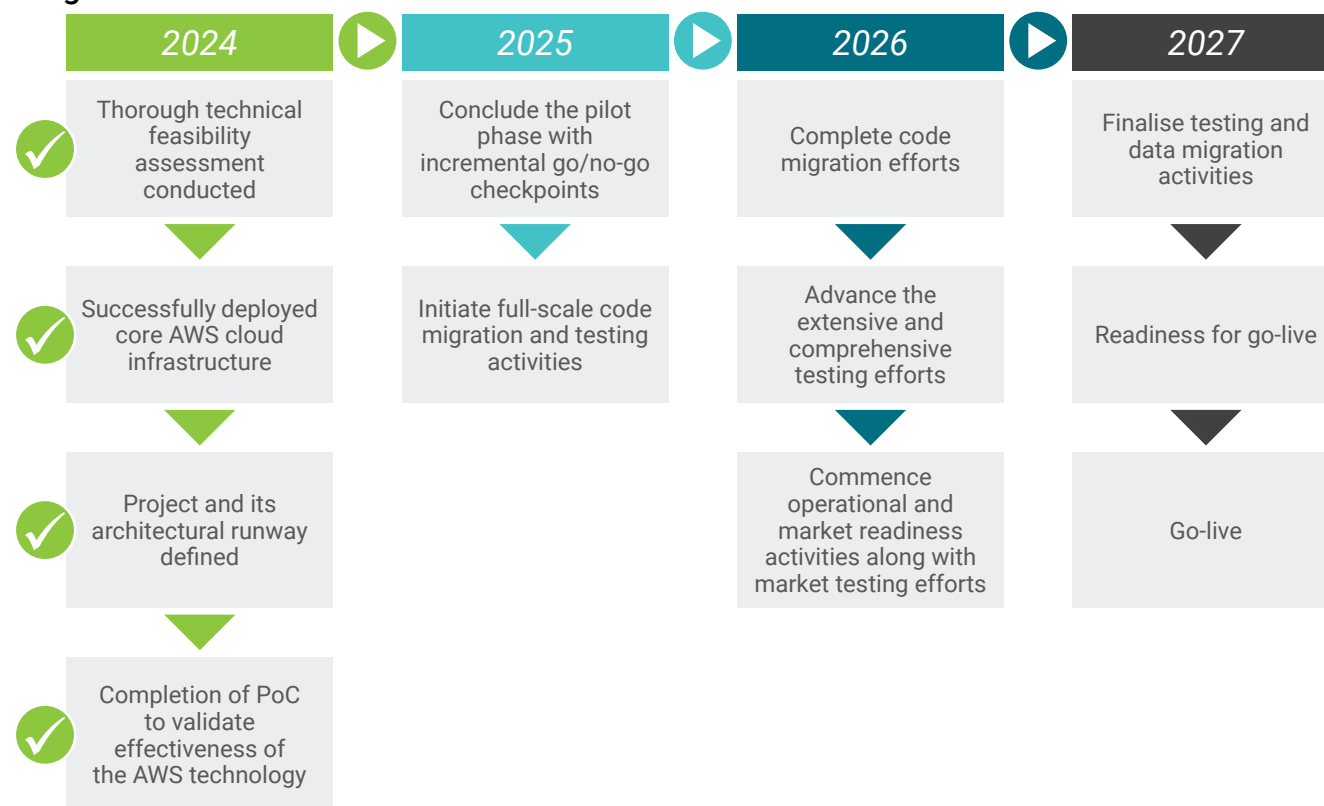 2024
2025
2026
2027
Thorough technical
feasibility
assessment
conducted
Conclude the pilot
phase with
incremental go/no-go
checkpoints
Complete code
migration efforts
Finalise testing and
data migration
activities
Successfully deployed
core AWS cloud
infrastructure
Initiate full-scale code
migration and testing
activities
Advance the
extensive and
comprehensive
testing efforts
Readiness for go-live
Project and its
architectural runway
defined
Commence
operational and
market readiness
activities along with
market testing efforts
Go-live
Completion of PoC
to validate
effectiveness of
the AWS technology